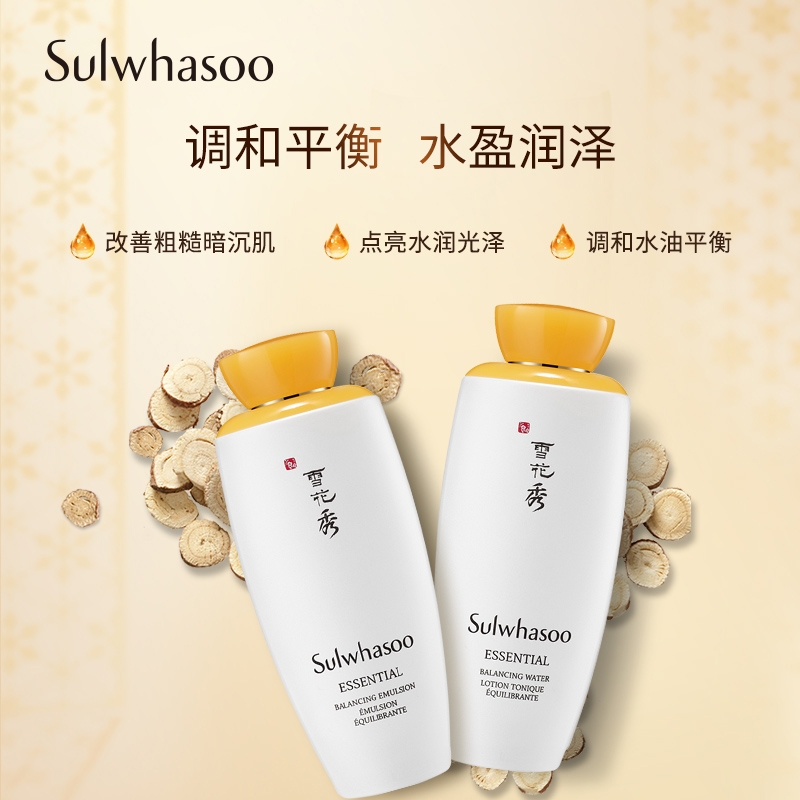 Sulwhasoo
调和平衡 水盈润泽
改善粗糙暗沉肌
点亮水润光泽
调和水油平衡
雪花秀
Sulwhasoo
ESSENTIAL
BALANCING EMULSION
ÉMULSION
ÉQUILIBRANTE
雪花秀
Sulwhasoo
ESSENTIAL
BALANCING WATER
LOTION TONIQUE
ÉQUILIBRANTE